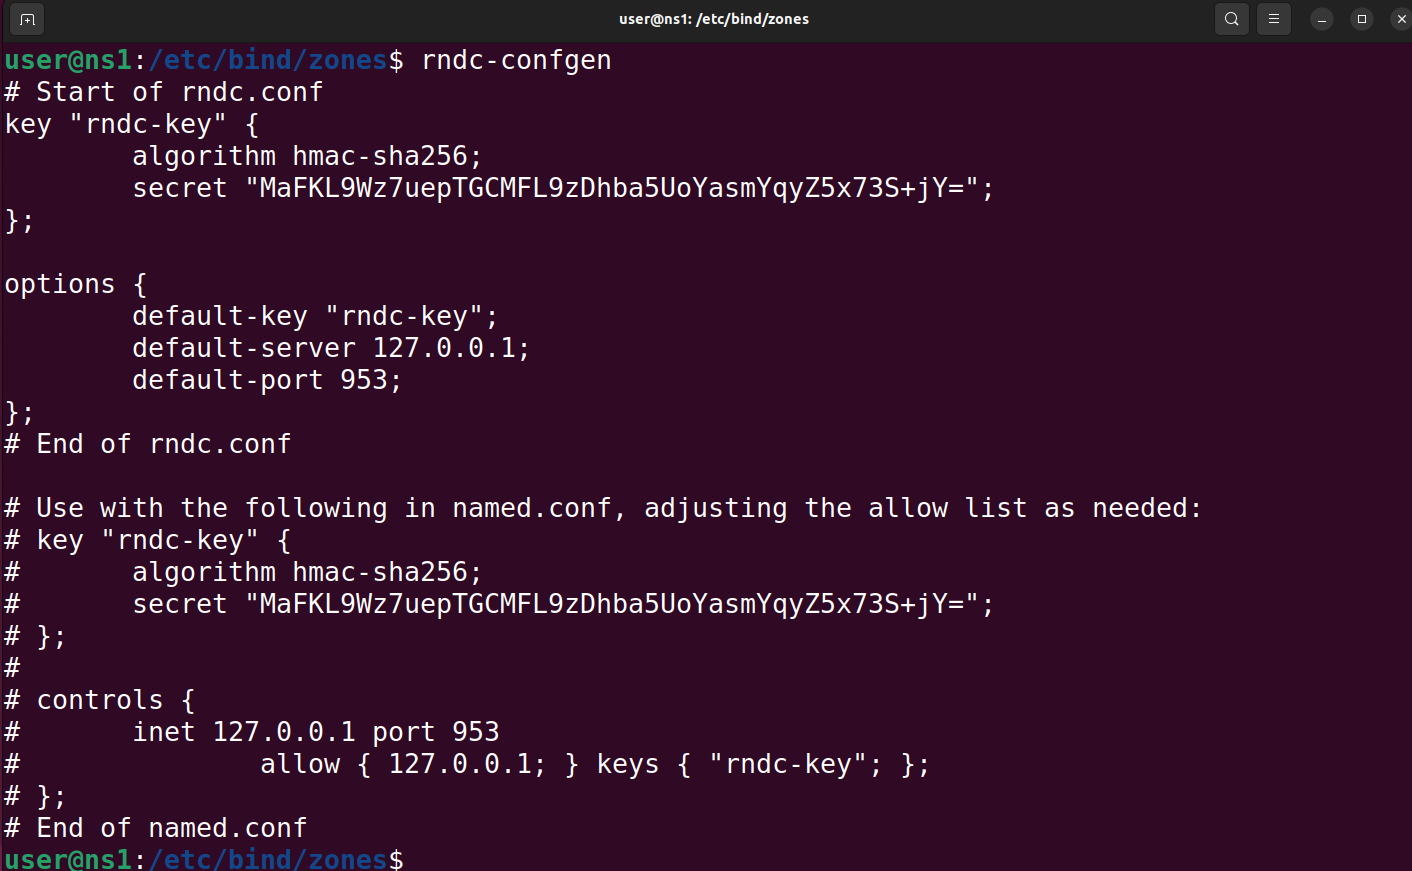 user@ns1: /etc/bind/zones
user@ns1:/etc/bind/zones$ rndc-confgen
# Start of rndc.conf
key "rndc-key" {
        algorithm hmac-sha256;
        secret "MaFKL9Wz7uepTGCMFL9zDhba5UoYasmYqyZ5x73S+jY=";
};

options {
        default-key "rndc-key";
        default-server 127.0.0.1;
        default-port 953;
};
# End of rndc.conf

# Use with the following in named.conf, adjusting the allow list as needed:
# key "rndc-key" {
#       algorithm hmac-sha256;
#       secret "MaFKL9Wz7uepTGCMFL9zDhba5UoYasmYqyZ5x73S+jY=";
# };
#
# controls {
#       inet 127.0.0.1 port 953
#               allow { 127.0.0.1; } keys { "rndc-key"; };
# };
# End of named.conf
user@ns1:/etc/bind/zones$